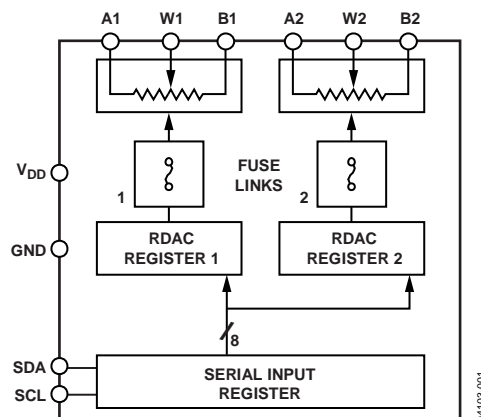 A1 W1 B1 A2 W2 B2
FUSE
LINKS
1
2
VDD
RDAC
REGISTER 1
RDAC
REGISTER 2
GND
8
SDA
SCL
SERIAL INPUT
REGISTER